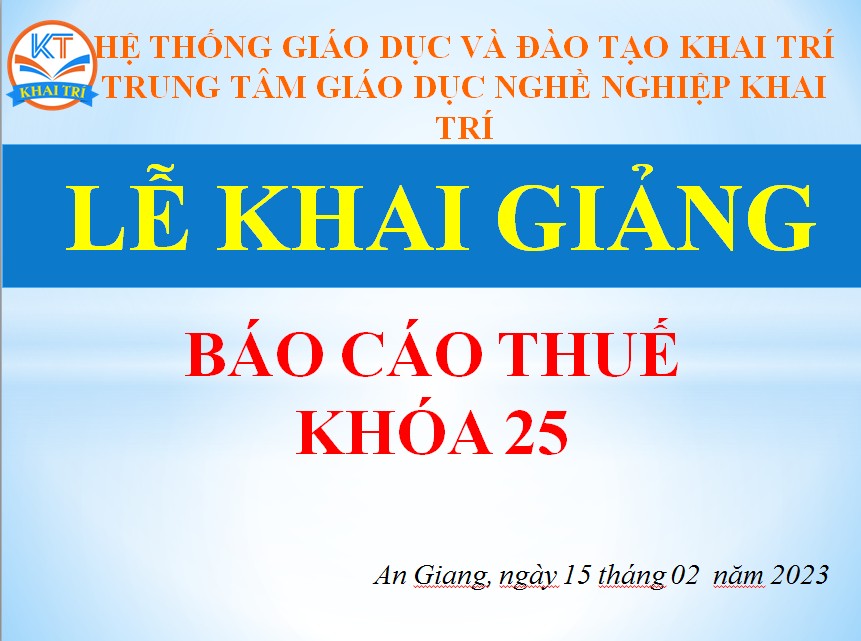 KT
KHAI TRÍ
HỆ THỐNG GIÁO DỤC VÀ ĐÀO TẠO KHAI TRÍ
TRUNG TÂM GIÁO DỤC NGHỀ NGHIỆP KHAI
TRÍ
LỄ KHAI GIẢNG
BÁO CÁO THUẾ
KHÓA 25
An Giang, ngày 15 tháng 02 năm 2023